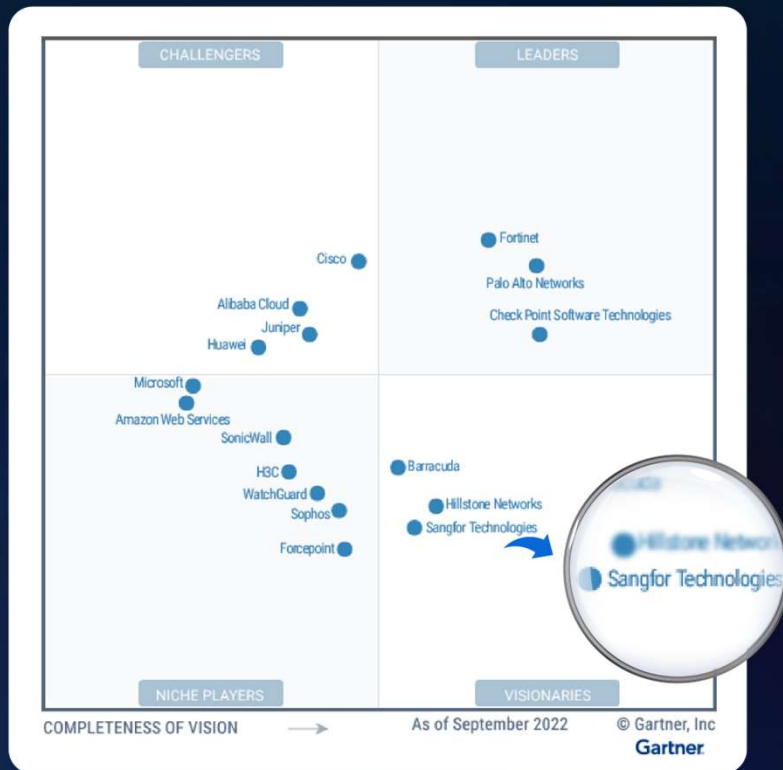 CHALLENGERS
LEADERS
Fortinet
Cisco
Palo Alto Networks
Alibaba Cloud
Check Point Software Technologies
Juniper
Huawei
Microsoft
Amazon Web Services
SonicWall
Barracuda
H3C
WatchGuard
Hillstone Networks
Sophos
Sangfor Technologies
Forcepoint
Sangfor Technologies
NICHE PLAYERS
VISIONARIES
COMPLETENESS OF VISION
As of September 2022
© Gartner, Inc
Gartner